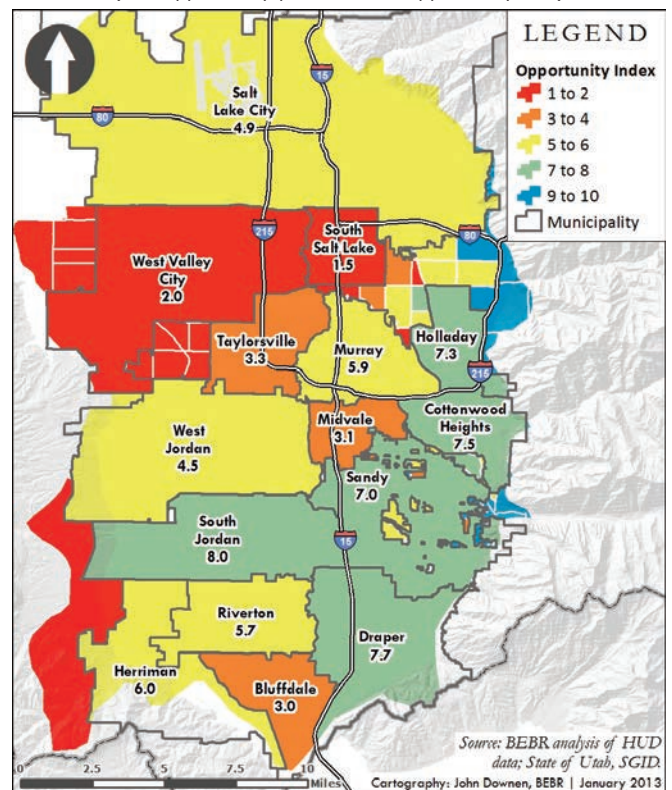 LEGEND
Opportunity Index
1 to 2
3 to 4
5 to 6
7 to 8
9 to 10
Municipality
15
Salt
Lake City
4.9
80
215
South
Salt Lake
1.5
80
West Valley
City
2.0
Taylorsville
3.3
Murray
5.9
Holladay
7.3
215
Midvale
3.1
Cottonwood
Heights
7.5
West
Jordan
4.5
Sandy
7.0
South
Jordan
8.0
15
Riverton
5.7
Draper
7.7
Herriman
6.0
Bluffdale
3.0
Source: BEBR analysis of HUD
data; State of Utah, SGID.
0 2.5 5 7.5 10
Miles
Cartography: John Downen, BEBR | January 2013